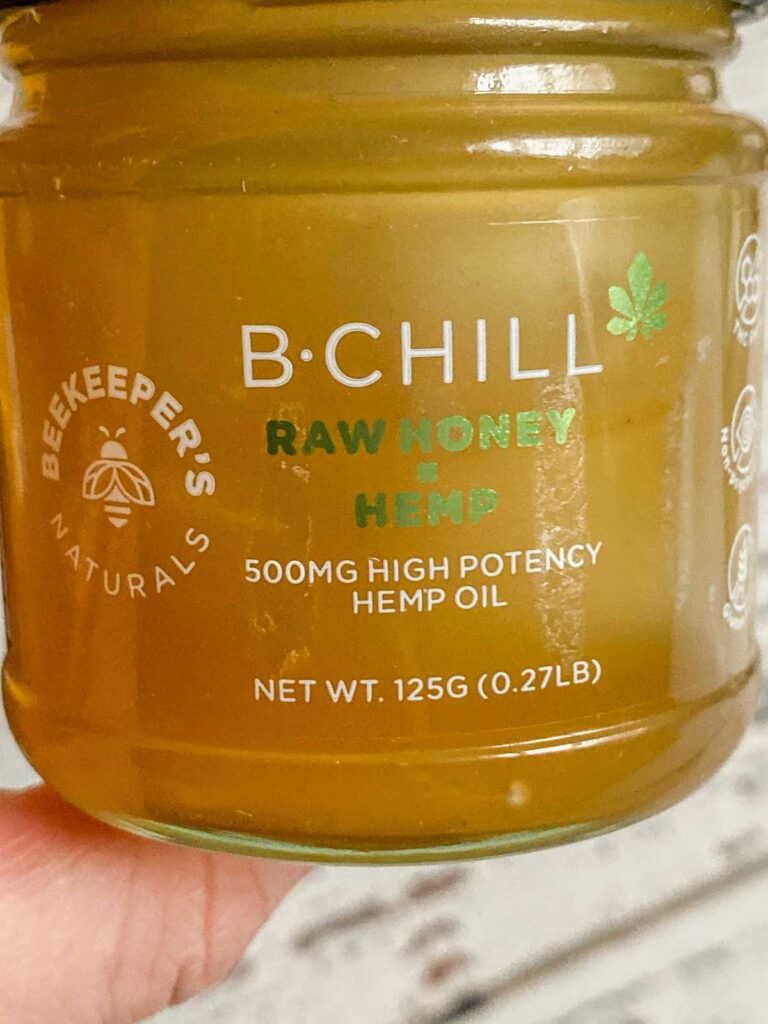 BEEKEEPER'S
NATURALS
B·CHILL
RAW HONEY
×
HEMP
500MG HIGH POTENCY
HEMP OIL
NET WT. 125G (0.27LB)